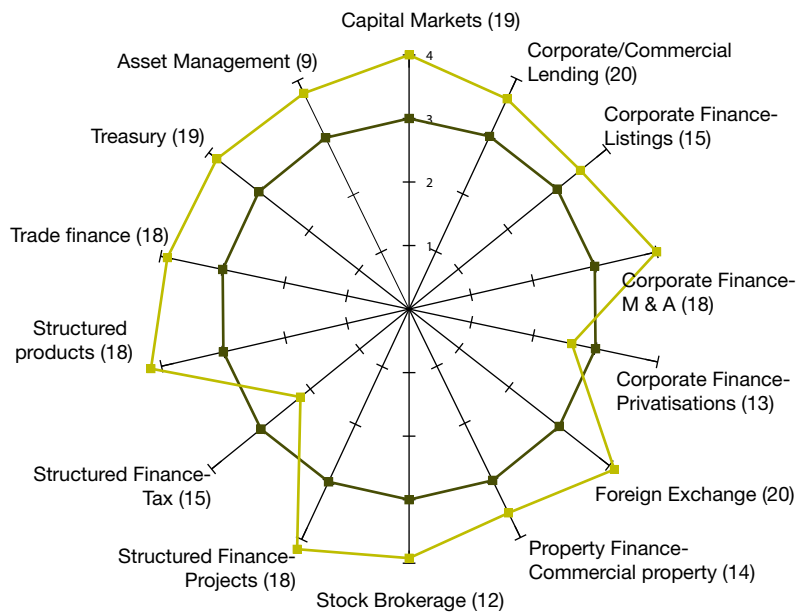 Capital Markets (19)
Corporate/Commercial
Lending (20)
Corporate Finance-
Listings (15)
Corporate Finance-
M & A (18)
Corporate Finance-
Privatisations (13)
Foreign Exchange (20)
Property Finance-
Commercial property (14)
Stock Brokerage (12)
Structured Finance-
Projects (18)
Structured Finance-
Tax (15)
Structured
products (18)
Trade finance (18)
Treasury (19)
Asset Management (9)
4
3
2
1